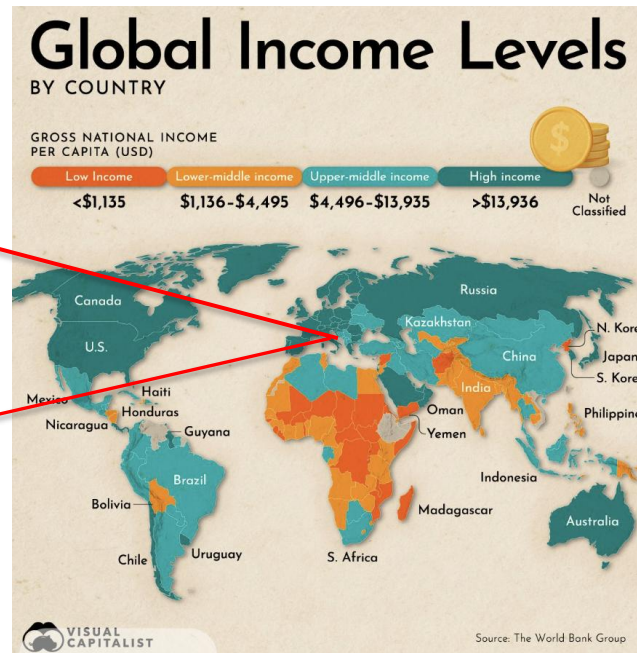 Global Income Levels
BY COUNTRY
GROSS NATIONAL INCOME
PER CAPITA (USD)
$
Low Income
Lower-middle income
Upper-middle income
High income
<$1,135
$1,136-$4,495
$4,496-$13,935
>$13,936
Not
Classified
Canada
Russia
Kazakhstan
N. Kore
U.S.
China
Japan
S. Kore
India
Mexico
Haiti
Honduras
Oman
Philippine
Nicaragua
Guyana
Yemen
Indonesia
Brazil
Bolivia
Madagascar
Australia
Chile
Uruguay
S. Africa
VISUAL
CAPITALIST
Source: The World Bank Group